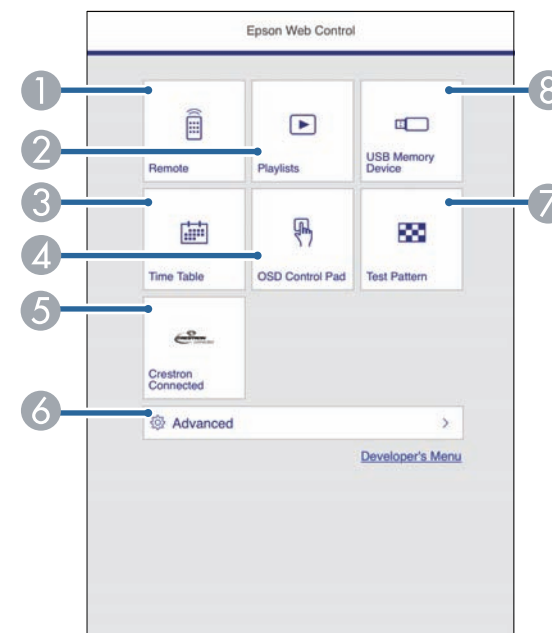 Epson Web Control
1
2
3
4
5
6
7
8
Remote
Playlists
USB Memory
Device
Time Table
OSD Control Pad
Test Pattern
CRESTRON
Crestron
Connected
Advanced
Developer's Menu